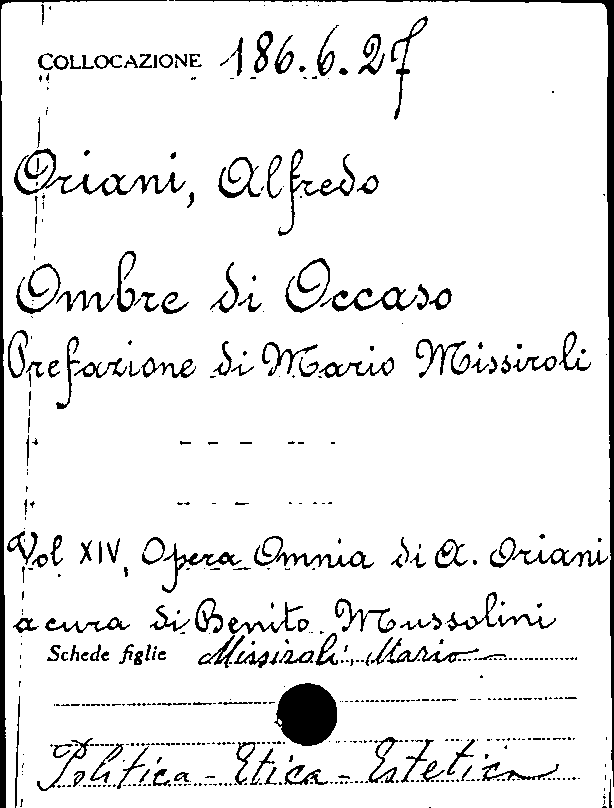 COLLOCAZIONE 186.6.27
Oriani, Alfredo
Ombre di Occaso
Prefazione di Mario Missiroli
Vol XIV, Opera Omnia di A. Oriani
a cura di Benito Mussolini
Schede figlie Missiroli, Mario
Politica - Etica - Estetica